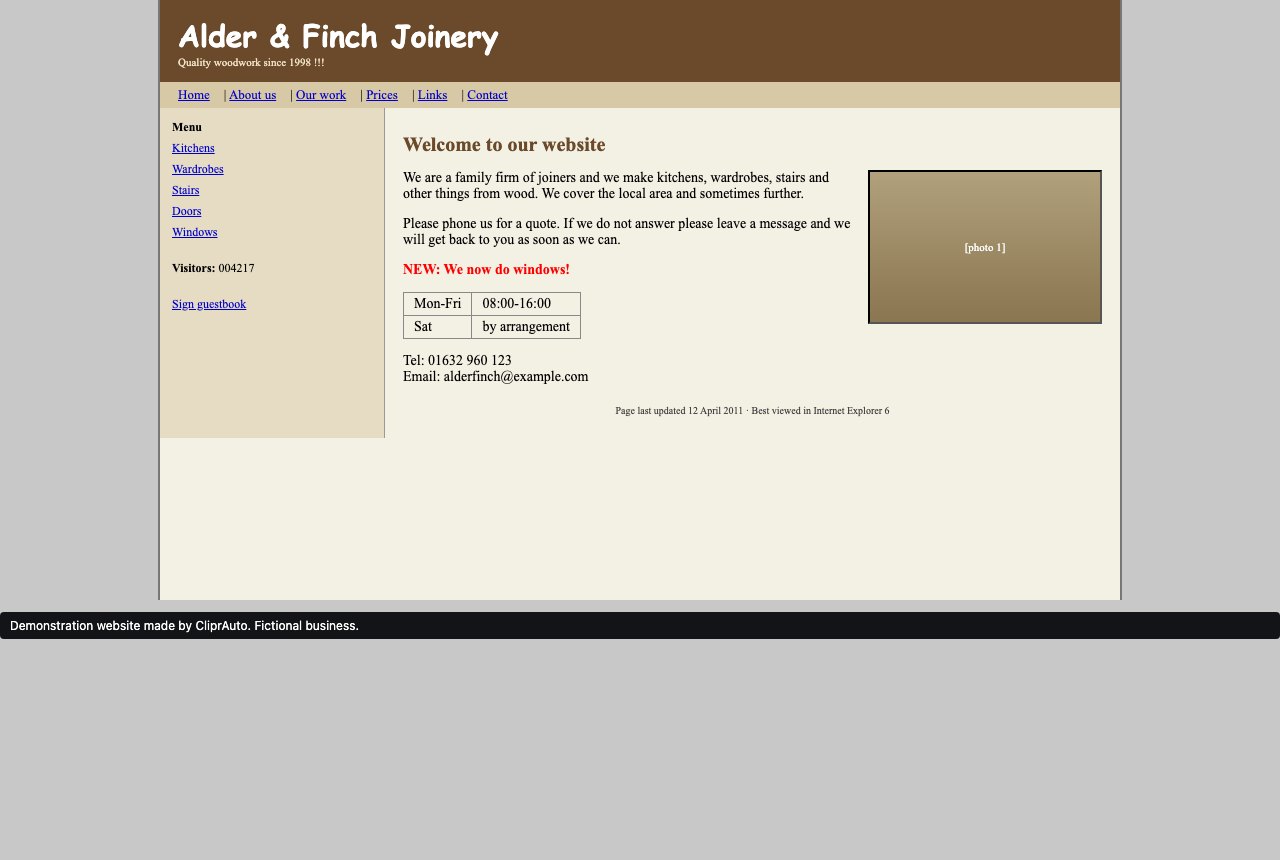 Alder & Finch Joinery
Quality woodwork since 1998 !!!
Home | About us | Our work | Prices | Links | Contact
Menu
Kitchens
Wardrobes
Stairs
Doors
Windows
Visitors: 004217
Sign guestbook
Welcome to our website
We are a family firm of joiners and we make kitchens, wardrobes, stairs and
other things from wood. We cover the local area and sometimes further.
Please phone us for a quote. If we do not answer please leave a message and we
will get back to you as soon as we can.
NEW: We now do windows!
[photo 1]
Mon-Fri 08:00-16:00
Sat by arrangement
Tel: 01632 960 123
Email: alderfinch@example.com
Page last updated 12 April 2011 · Best viewed in Internet Explorer 6
Demonstration website made by CliprAuto. Fictional business.